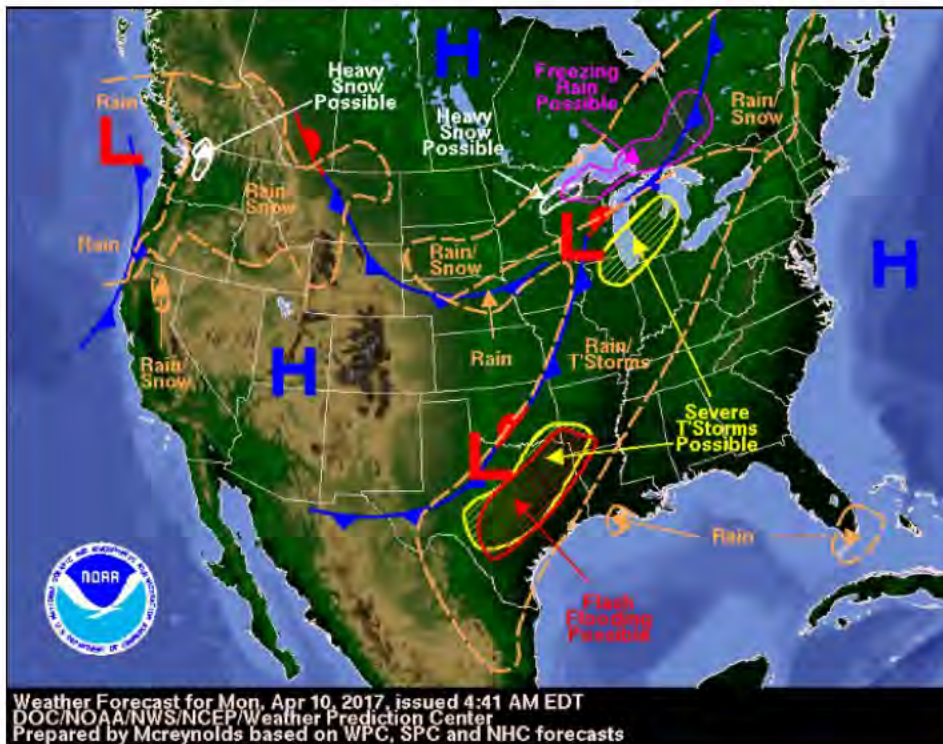 H
Heavy
Snow
Possible
Freezing
Rain
Possible
Rain
Heavy
Snow
Possible
Rain/
Snow
L
Rain
Snow
L
H
Rain
Rain/
Snow
H
Rain/
Snow
Rain
Rain/
T'Storms
Severe
T'Storms
Possible
L
Rain
NOAA
Flash
Flooding
Possible
Weather Forecast for Mon, Apr 10, 2017, issued 4:41 AM EDT
DOC/NOAA/NWS/NCEP/Weather Prediction Center
Prepared by Mcreynolds based on WPC, SPC and NHC forecasts